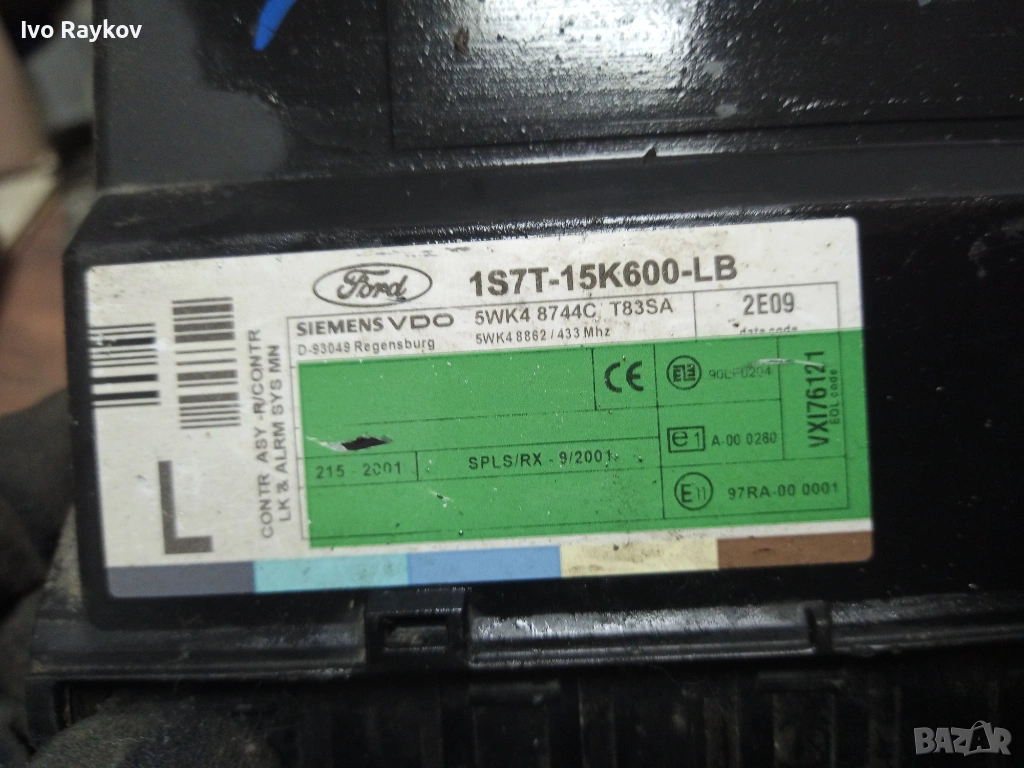 Ivo Raykov
Ford
1S7T-15K600-LB
SIEMENS VDO
D-93049 Regensburg
5WK4 8744C T83SA
5WK4 8862 / 433 Mhz
2E09
date code
CONTR ASY -R/CONTR
LK & ALRM SYS MN
L
CE
e1 A-00 0260
E11 97RA-00 0001
VXI76121
EOL code
215 2001
SPLS/RX - 9/2001
BAZAR